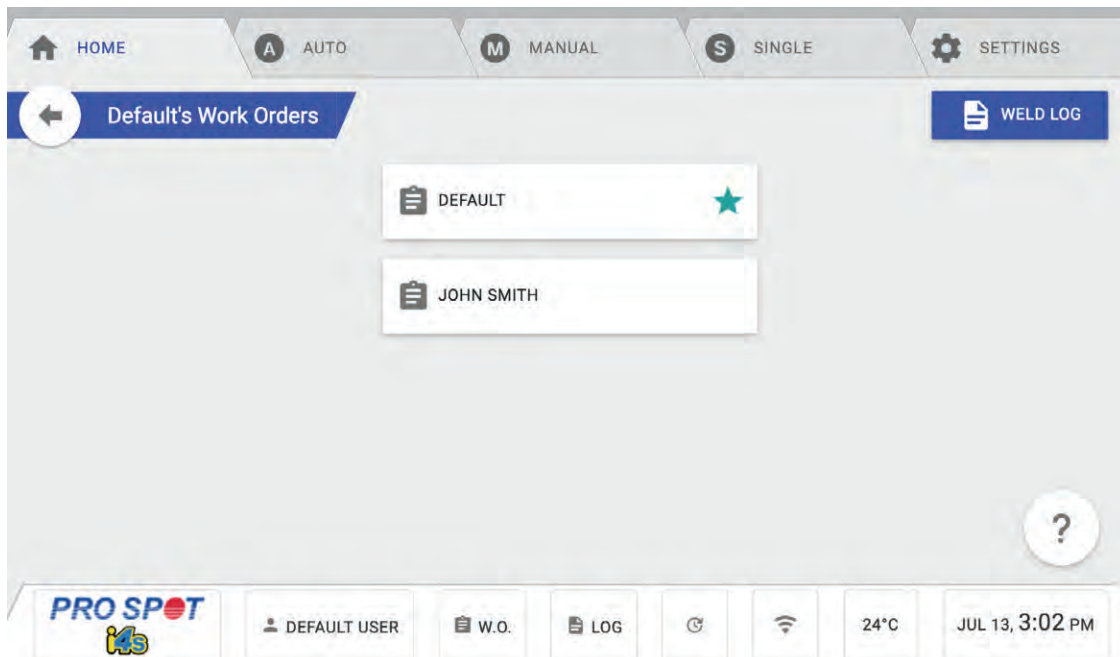 HOME
A AUTO
M MANUAL
S SINGLE
SETTINGS
Default's Work Orders
WELD LOG
DEFAULT
JOHN SMITH
?
PRO SPOT
i4s
DEFAULT USER
W.O.
LOG
24°C
JUL 13, 3:02 PM